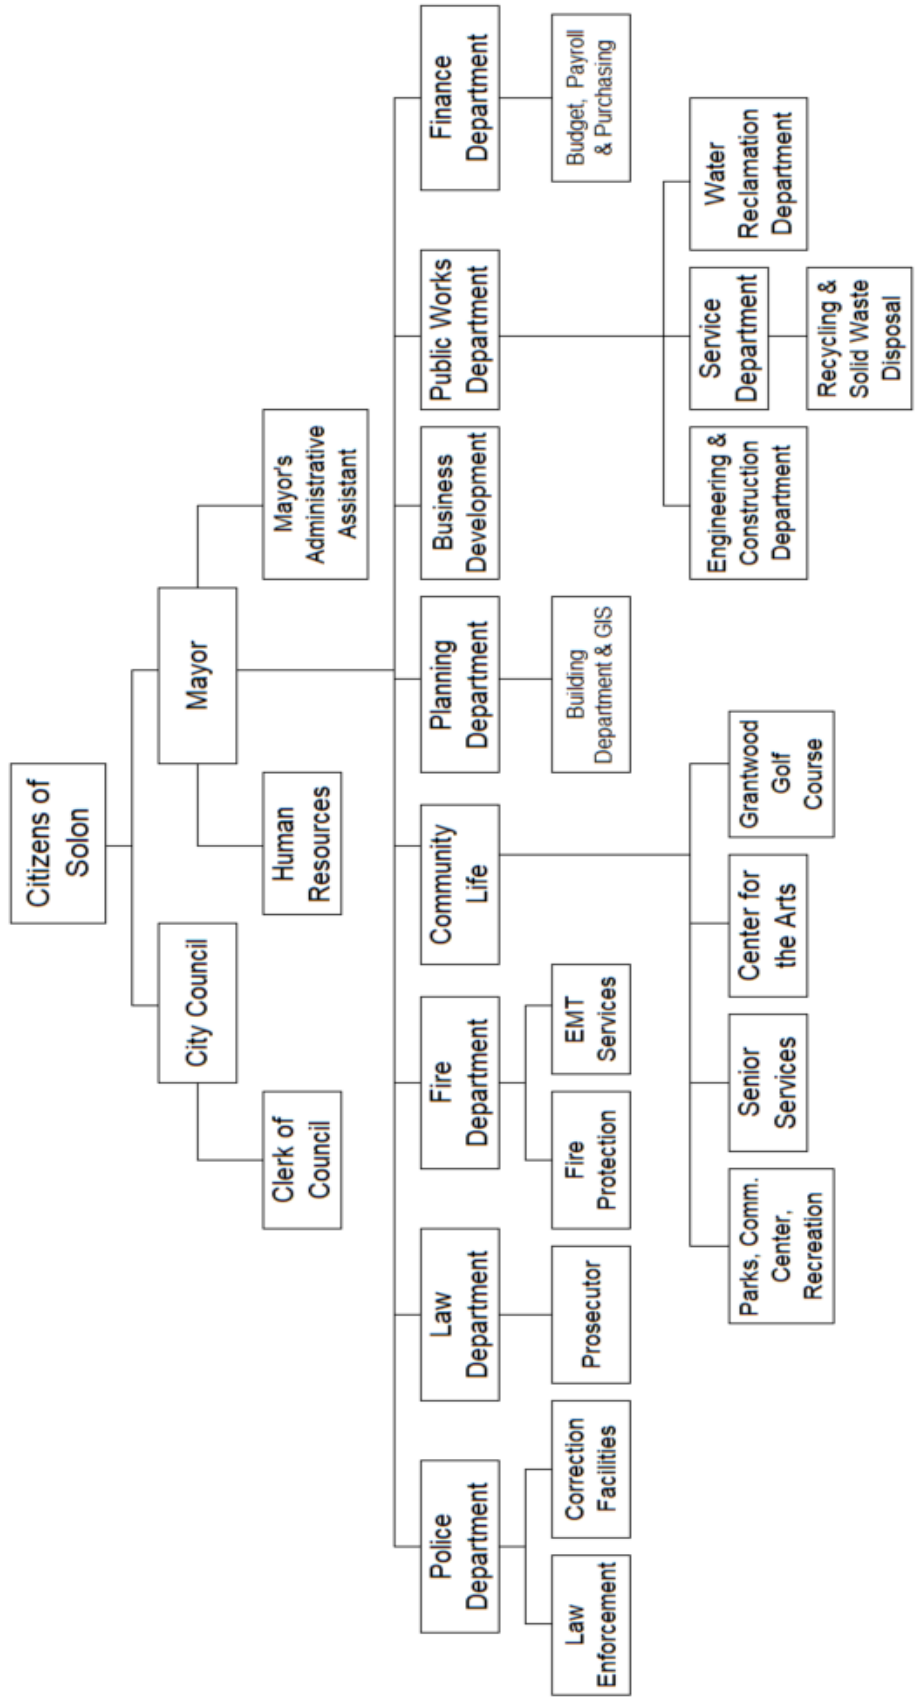 Citizens of
Solon
City Council
Mayor
Clerk of
Council
Human
Resources
Mayor's
Administrative
Assistant
Police
Department
Law
Department
Fire
Department
Community
Life
Planning
Department
Business
Development
Public Works
Department
Finance
Department
Law
Enforcement
Correction
Facilities
Prosecutor
Fire
Protection
EMT
Services
Building
Department & GIS
Budget, Payroll
& Purchasing
Parks, Comm.
Center,
Recreation
Senior
Services
Center for
the Arts
Grantwood
Golf
Course
Engineering &
Construction
Department
Service
Department
Water
Reclamation
Department
Recycling &
Solid Waste
Disposal